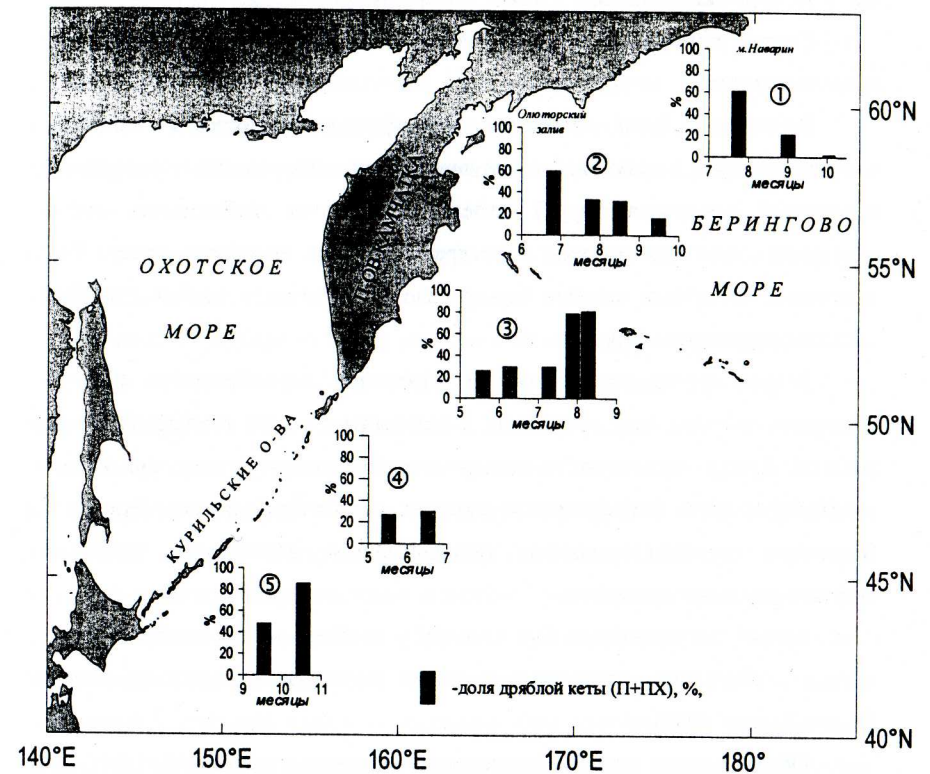 м. Наварин
①
%
100
80
60
40
20
0
7 8 9 10
месяцы
60°N
Олюторский
залив
②
%
100
80
60
40
20
0
6 7 8 9 10
месяцы
БЕРИНГОВО
МОРЕ
ОХОТСКОЕ
МОРЕ
П-ОВ КАМЧАТКА
55°N
③
%
100
80
60
40
20
0
5 6 7 8 9
месяцы
50°N
КУРИЛЬСКИЕ О-ВА
④
%
100
80
60
40
20
0
5 6 7
месяцы
45°N
⑤
%
100
80
60
40
20
0
9 10 11
месяцы
-доля дряблой кеты (П+ПХ), %,
40°N
140°E 150°E 160°E 170°E 180°